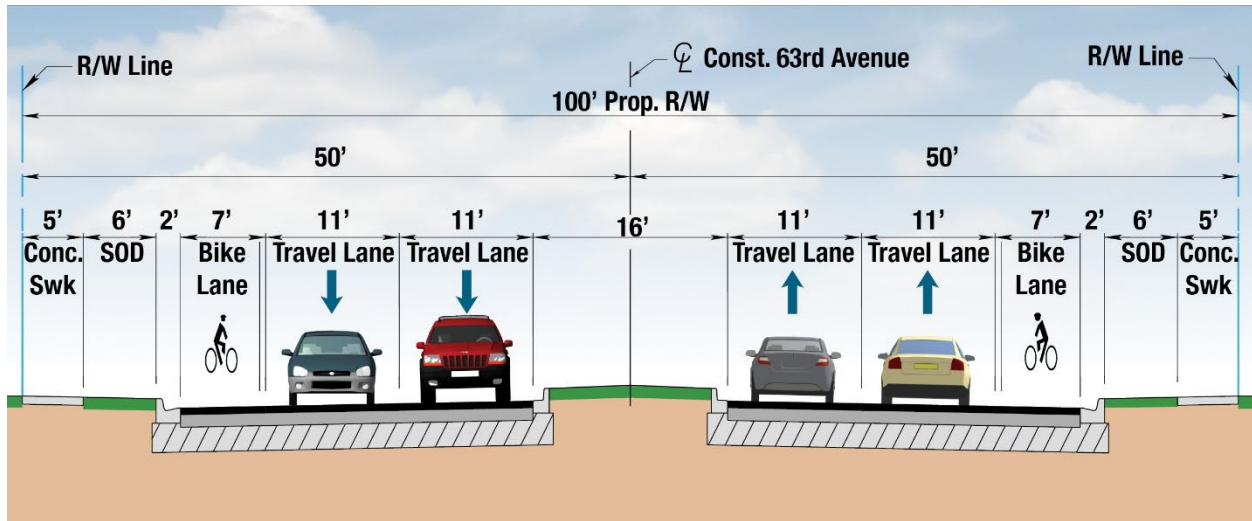 R/W Line
℄ Const. 63rd Avenue
R/W Line
100’ Prop. R/W
50’
50’
5’ 6’ 2’ 7’ 11’ 11’ 16’ 11’ 11’ 7’ 2’ 6’ 5’
Conc. SOD Bike Travel Lane Travel Lane Travel Lane Travel Lane Bike SOD Conc.
Swk Lane Lane Swk